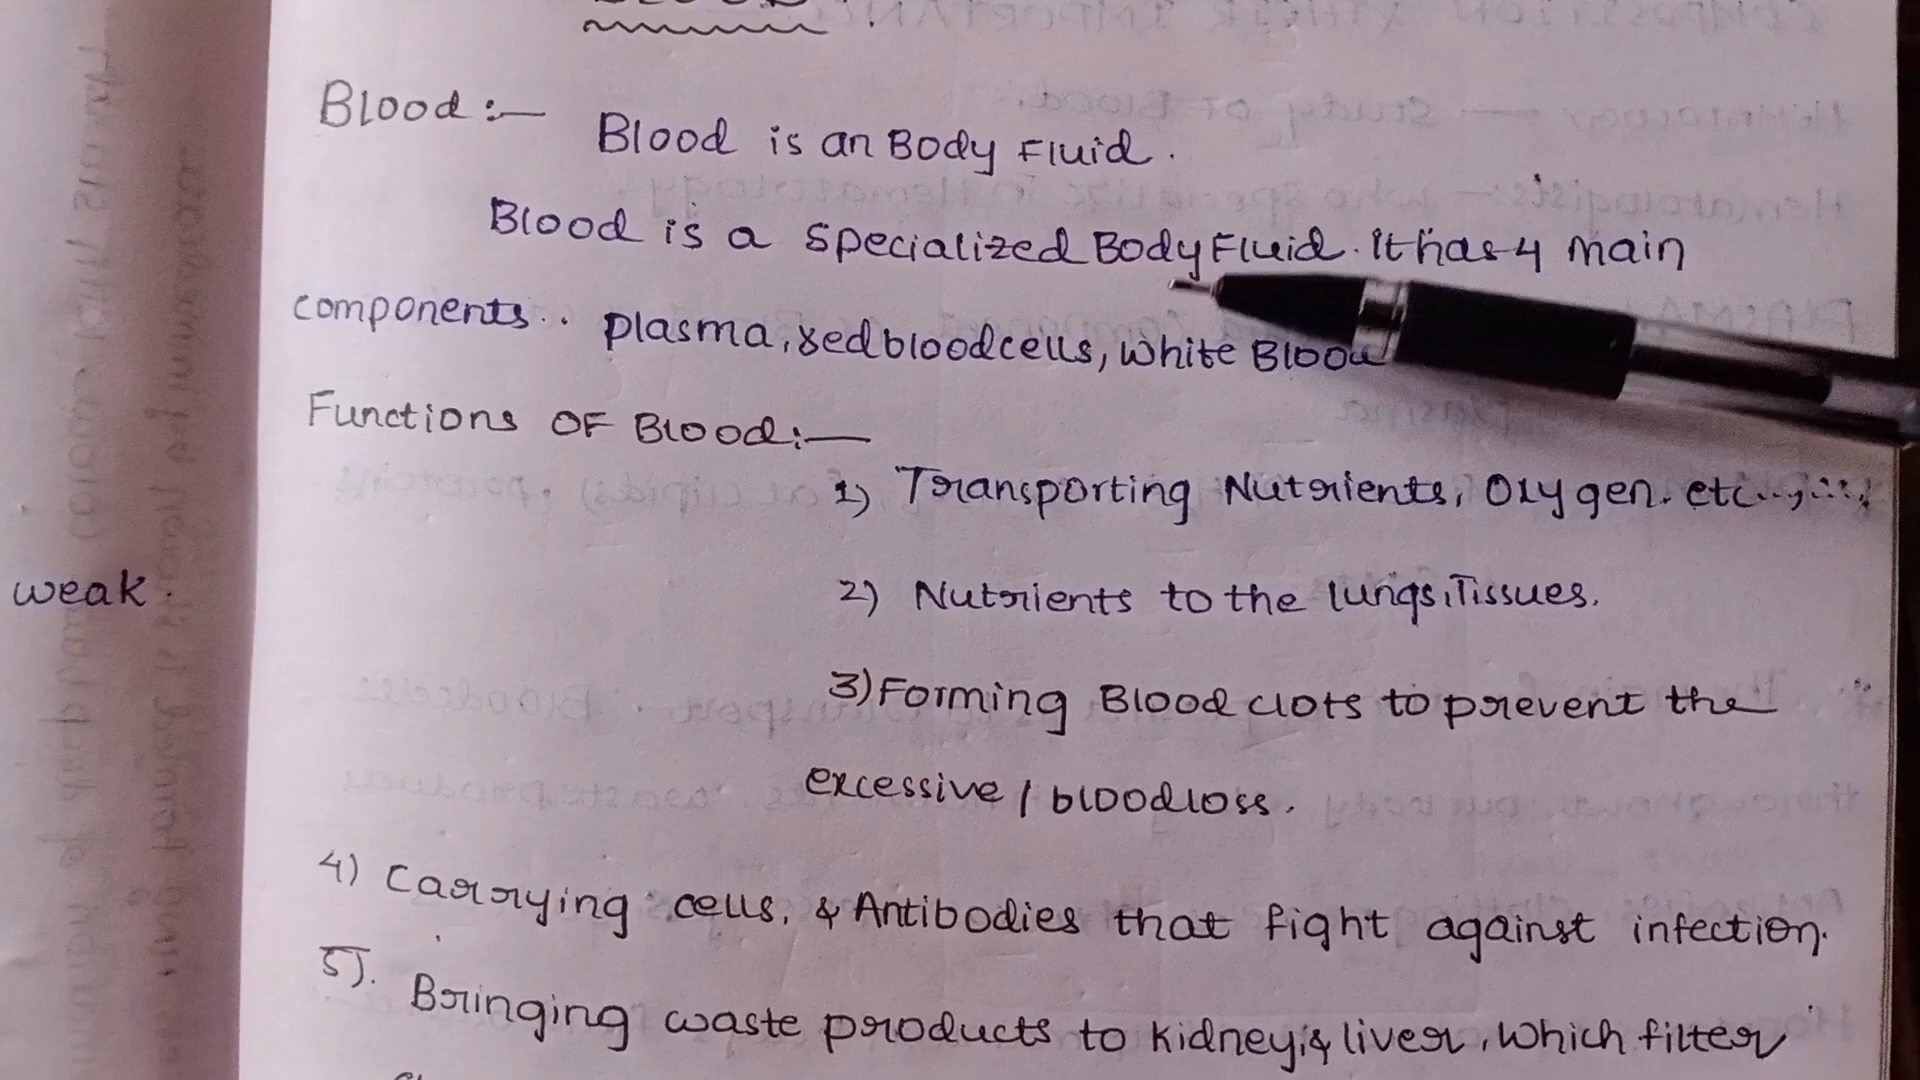 Blood :-
Blood is an Body Fluid.
Blood is a specialized Body Fluid. It has 4 main
components.. plasma, red blood cells, White Blood
Functions OF Blood :-
1) Transporting Nutrients, Oxygen. etc..,...,
2) Nutrients to the lungs, Tissues.
weak.
3) Forming Blood clots to prevent the
excessive / bloodloss.
4) Carrying cells, & Antibodies that fight against infection.
5). Bringing waste products to kidney, & liver, which filter